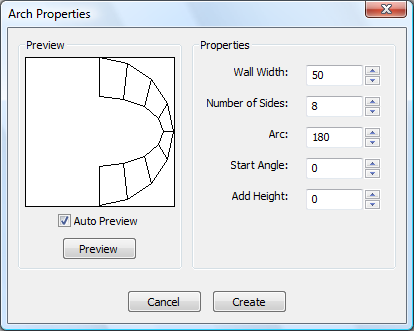 Arch Properties
Preview
Properties
Wall Width: 50
Number of Sides: 8
Arc: 180
Start Angle: 0
Add Height: 0
Auto Preview
Preview
Cancel
Create